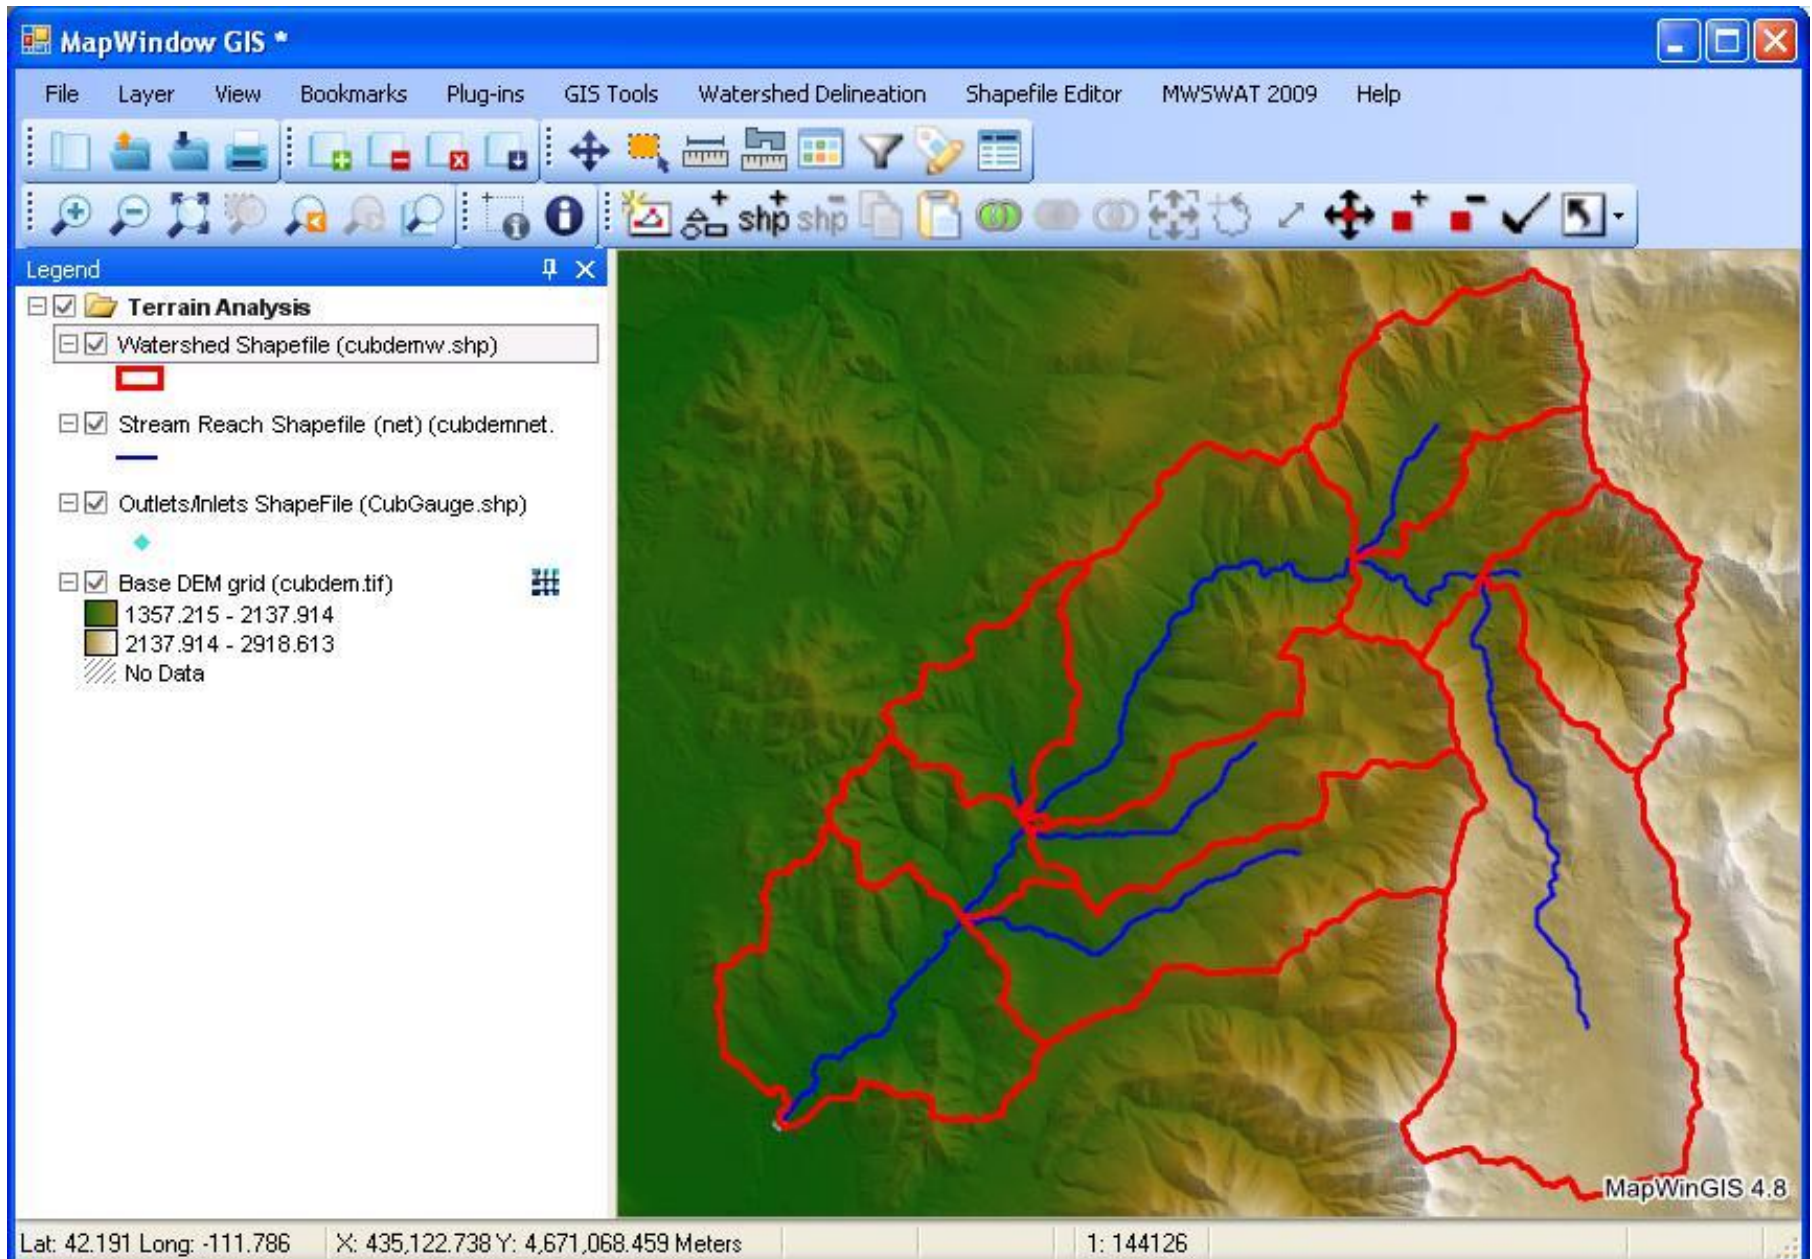 MapWindow GIS *
File Layer View Bookmarks Plug-ins GIS Tools Watershed Delineation Shapefile Editor MWSWAT 2009 Help
shp shp
Legend
Terrain Analysis
Watershed Shapefile (cubdemw.shp)
Stream Reach Shapefile (net) (cubdemnet.
Outlets/Inlets ShapeFile (CubGauge.shp)
Base DEM grid (cubdem.tif)
1357.215 - 2137.914
2137.914 - 2918.613
No Data
MapWinGIS 4.8
Lat: 42.191 Long: -111.786 X: 435,122.738 Y: 4,671,068.459 Meters 1: 144126